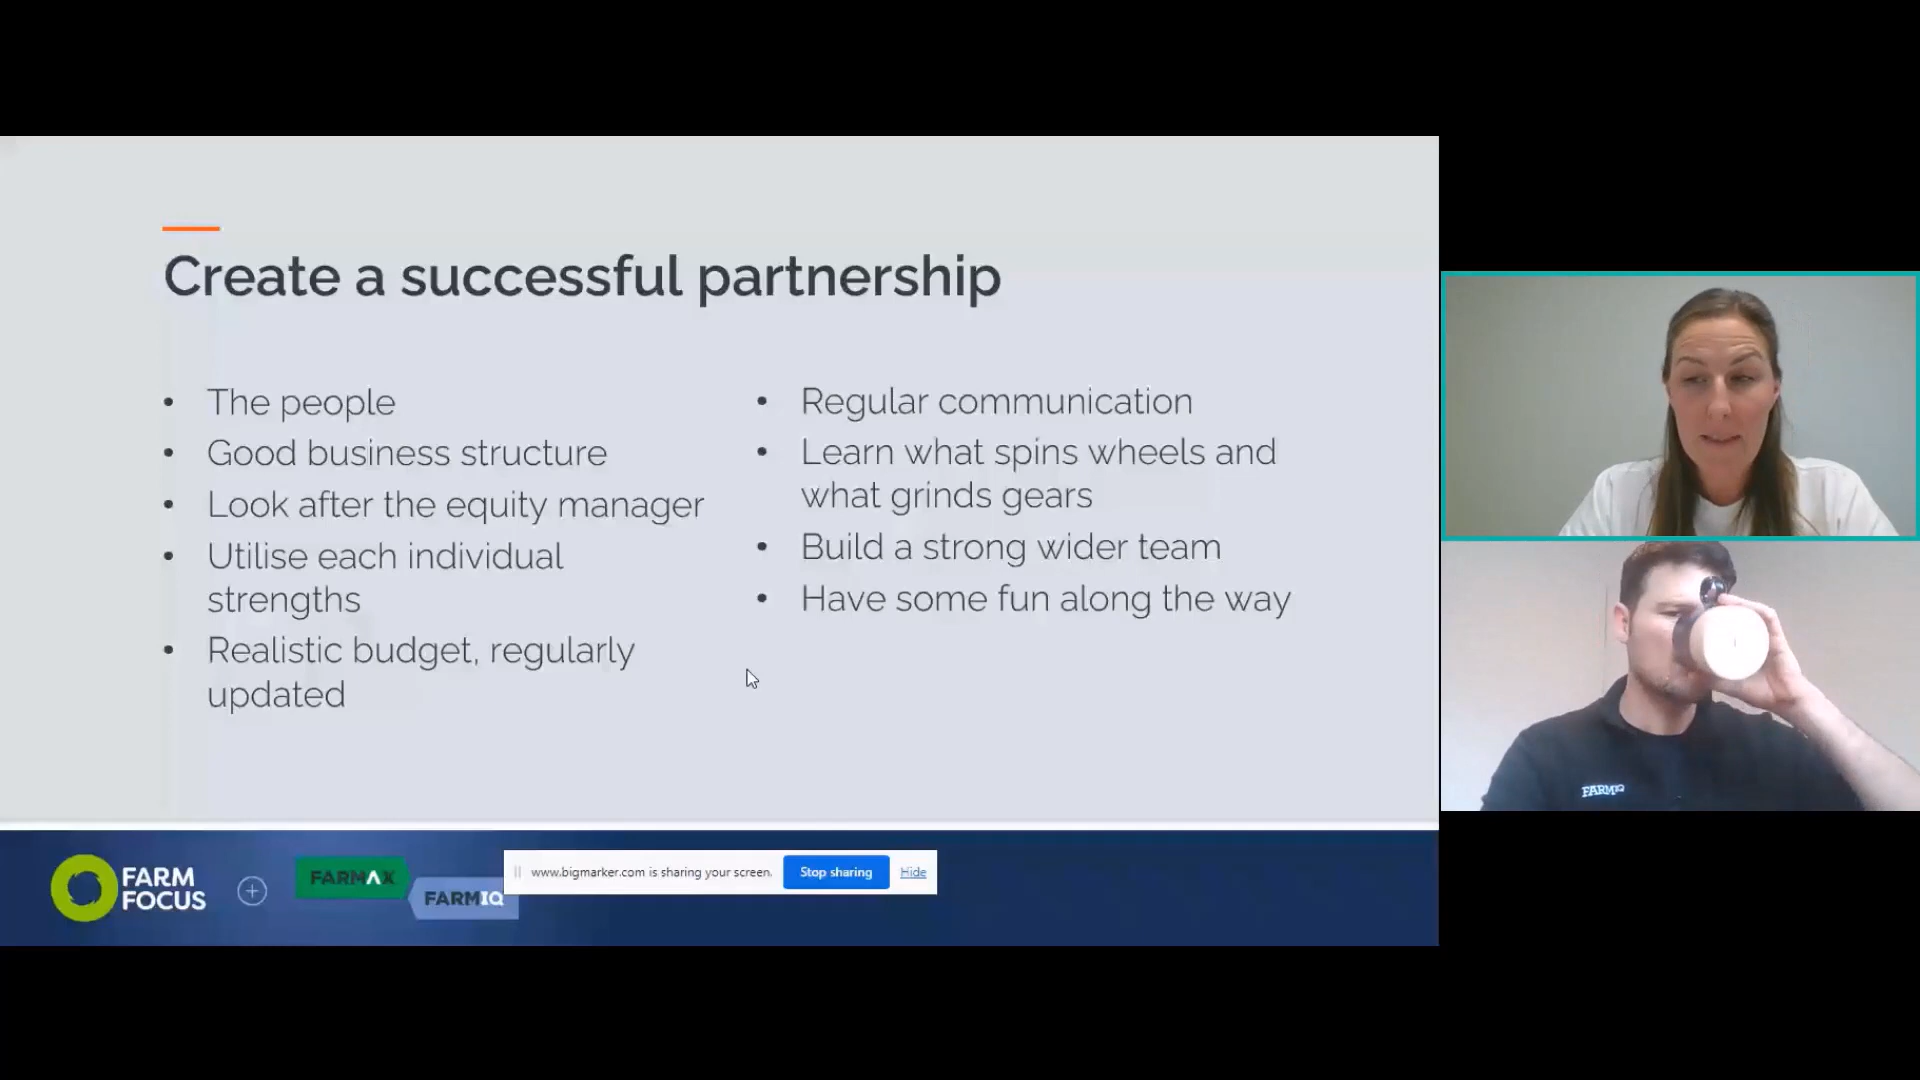 Create a successful partnership
• The people
• Good business structure
• Look after the equity manager
• Utilise each individual
strengths
• Realistic budget, regularly
updated
• Regular communication
• Learn what spins wheels and
what grinds gears
• Build a strong wider team
• Have some fun along the way
FARMIQ
FARM
FOCUS
FARMAX
FARMIQ
www.bigmarker.com is sharing your screen.
Stop sharing
Hide